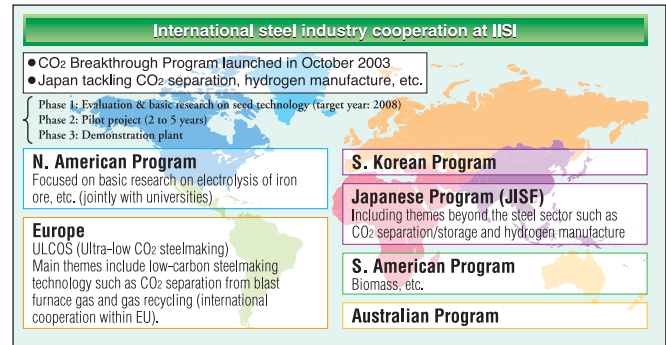 International steel industry cooperation at IISI
● CO2 Breakthrough Program launched in October 2003
● Japan tackling CO2 separation, hydrogen manufacture, etc.
Phase 1: Evaluation & basic research on seed technology (target year: 2008)
Phase 2: Pilot project (2 to 5 years)
Phase 3: Demonstration plant
N. American Program
Focused on basic research on electrolysis of iron
ore, etc. (jointly with universities)
Europe
ULCOS (Ultra-low CO2 steelmaking)
Main themes include low-carbon steelmaking
technology such as CO2 separation from blast
furnace gas and gas recycling (international
cooperation within EU).
S. Korean Program
Japanese Program (JISF)
Including themes beyond the steel sector such as
CO2 separation/storage and hydrogen manufacture
S. American Program
Biomass, etc.
Australian Program